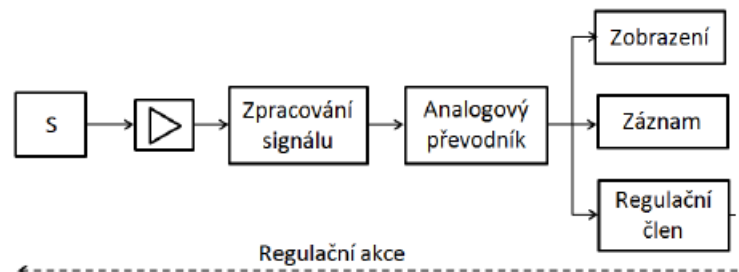 S
Zpracování
signálu
Analogový
převodník
Zobrazení
Záznam
Regulační
člen
Regulační akce